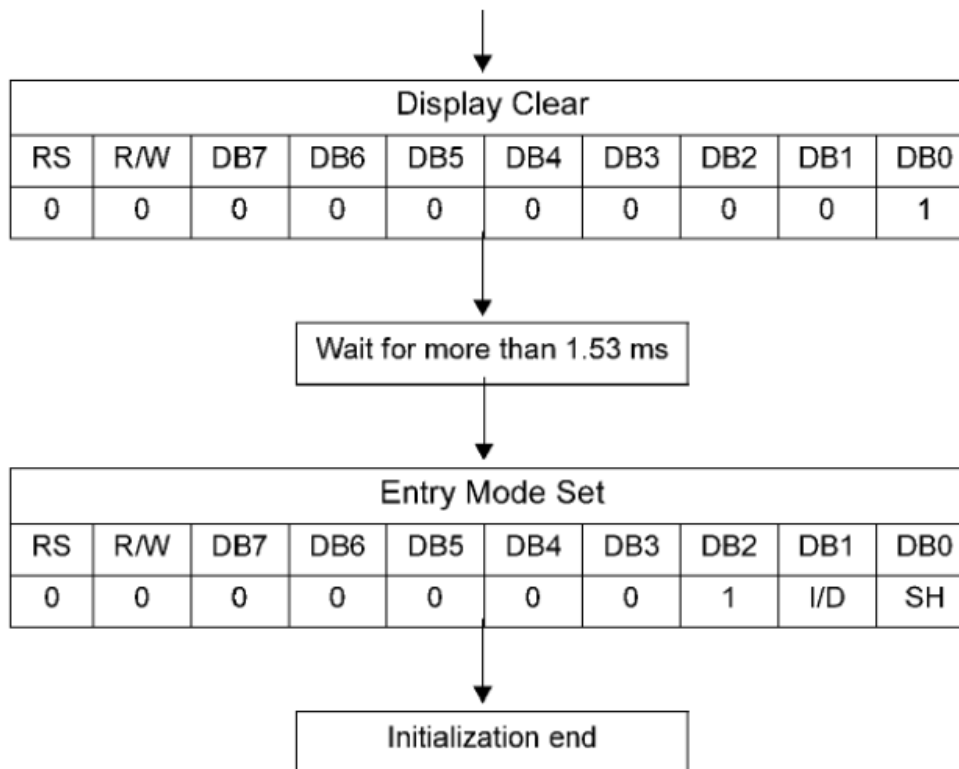 Display Clear
RS R/W DB7 DB6 DB5 DB4 DB3 DB2 DB1 DB0
0 0 0 0 0 0 0 0 0 1
Wait for more than 1.53 ms
Entry Mode Set
RS R/W DB7 DB6 DB5 DB4 DB3 DB2 DB1 DB0
0 0 0 0 0 0 0 1 I/D SH
Initialization end